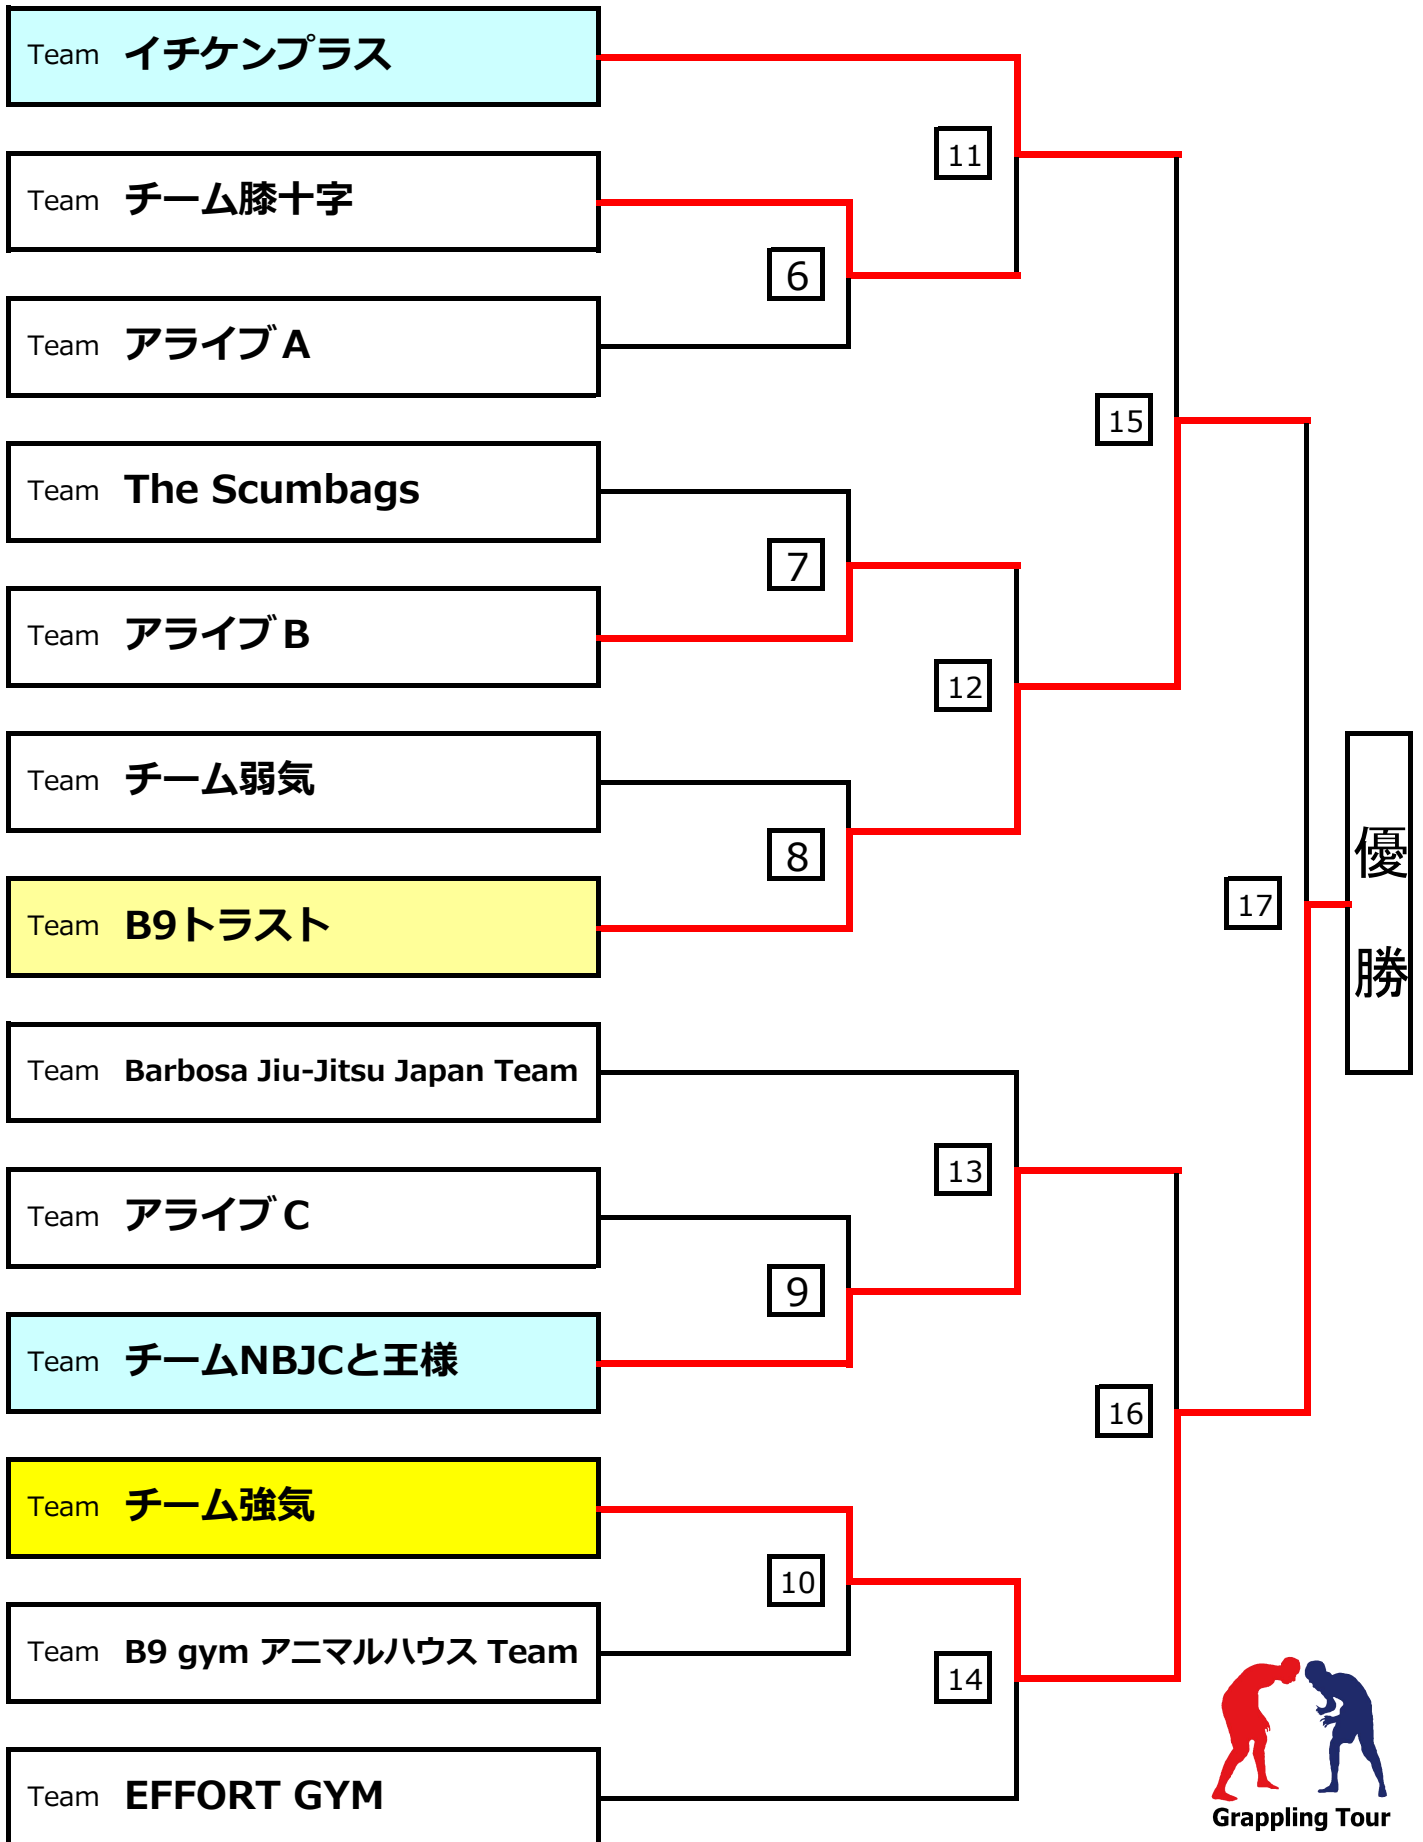 Team イチケンプラス
11
Team チーム膝十字
6
Team アライブA
15
Team The Scumbags
7
Team アライブB
12
Team チーム弱気
8
Team B9トラスト
17
優勝
Team Barbosa Jiu-Jitsu Japan Team
13
Team アライブC
9
Team チームNBJCと王様
16
Team チーム強気
10
Team B9 gym アニマルハウス Team
14
Team EFFORT GYM
Grappling Tour